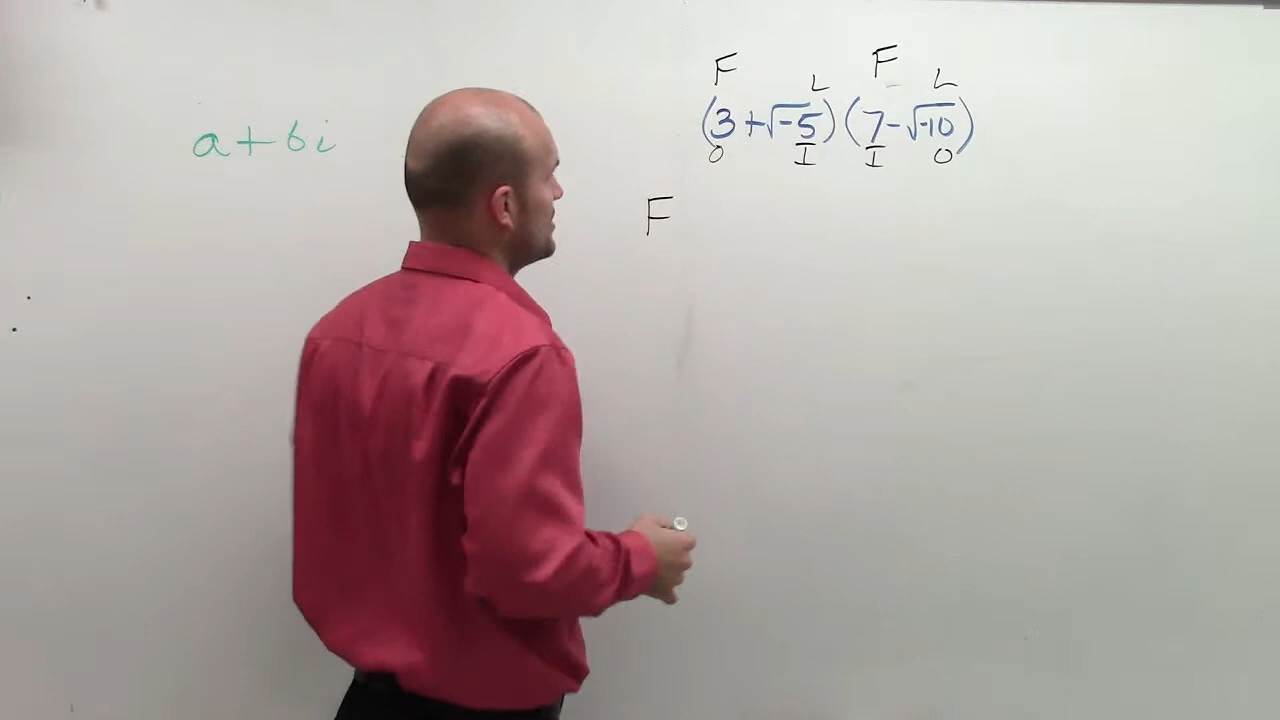 F L F L
(3 + √-5) (7 - √-10)
O I I O
a + bi
F